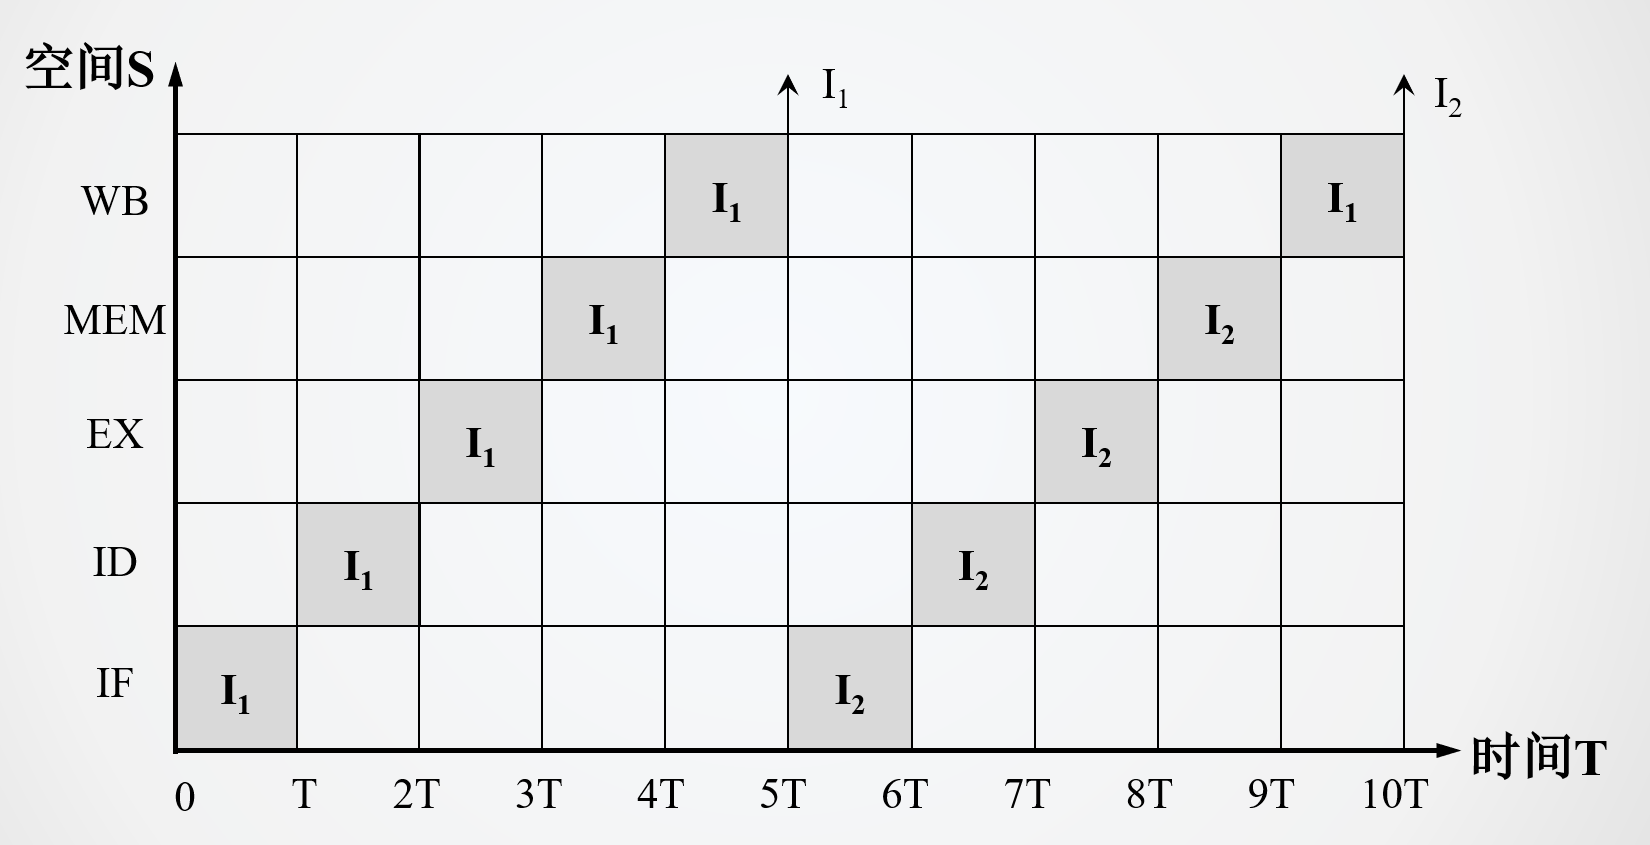 空间S
I₁
I₂
WB
I₁
I₁
MEM
I₁
I₂
EX
I₁
I₂
ID
I₁
I₂
IF
I₁
I₂
时间T
0 T 2T 3T 4T 5T 6T 7T 8T 9T 10T